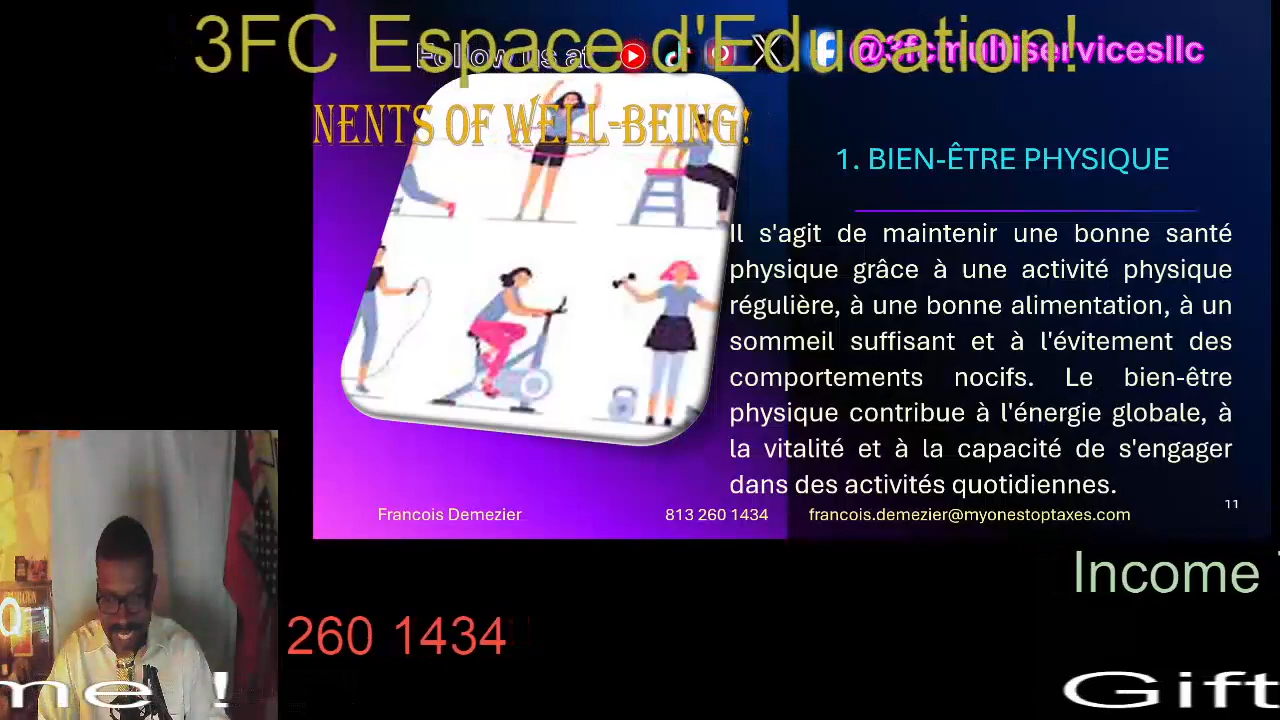 3FC Espace d'Education!
Follow us at @3fcmultiservicesllc
NENTS OF WELL-BEING!
1. BIEN-ÊTRE PHYSIQUE
Il s'agit de maintenir une bonne santé
physique grâce à une activité physique
régulière, à une bonne alimentation, à un
sommeil suffisant et à l'évitement des
comportements nocifs. Le bien-être
physique contribue à l'énergie globale, à
la vitalité et à la capacité de s'engager
dans des activités quotidiennes.
Francois Demezier 813 260 1434 francois.demezier@myonestoptaxes.com 11
Income
260 1434
me ! Gift